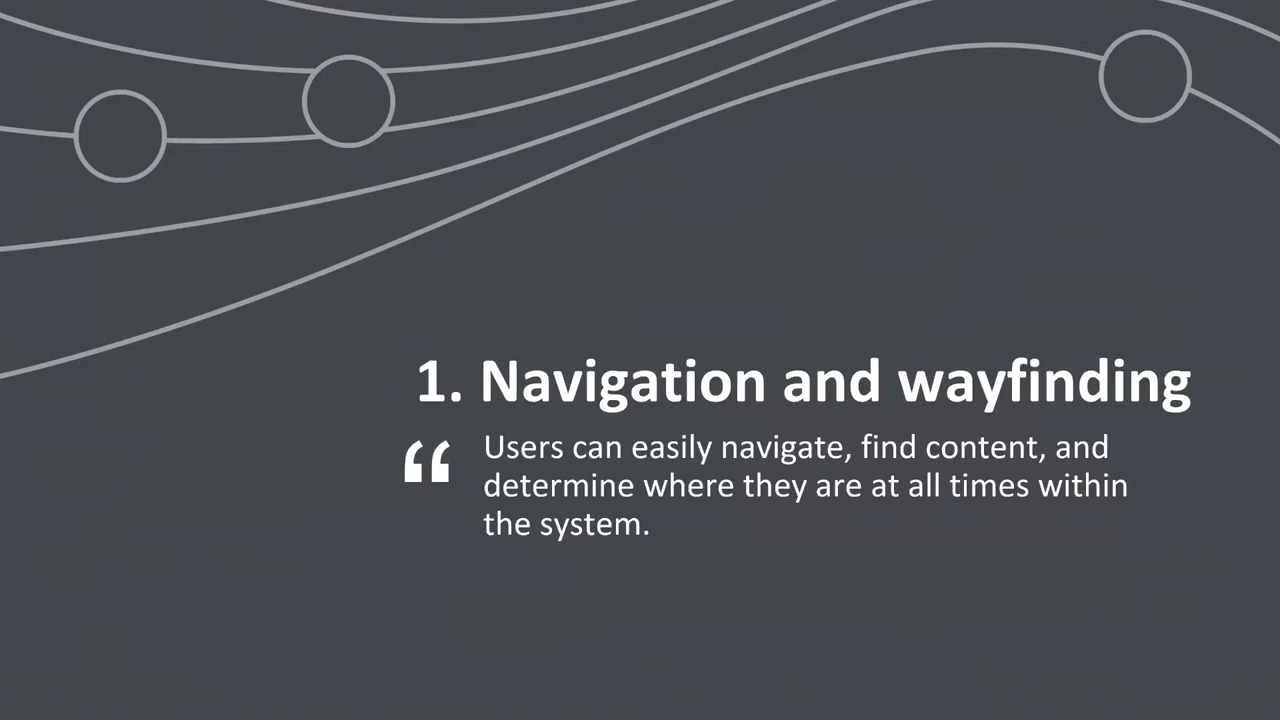 1. Navigation and wayfinding
“ Users can easily navigate, find content, and
determine where they are at all times within
the system.